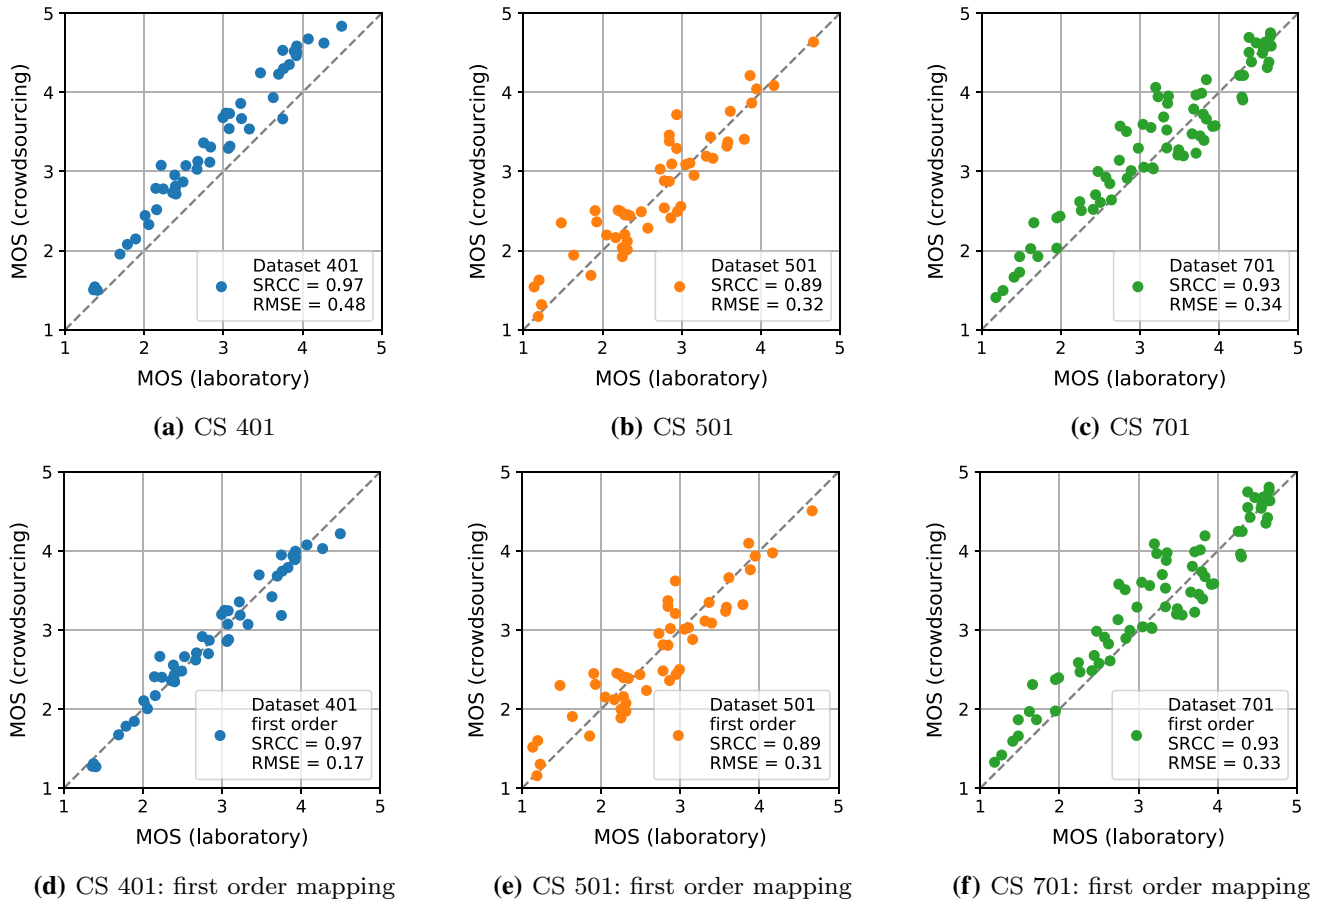 5
4
3
2
1
MOS (crowdsourcing)
Dataset 401
SRCC = 0.97
RMSE = 0.48
1 2 3 4 5
MOS (laboratory)
(a) CS 401
5
4
3
2
1
MOS (crowdsourcing)
Dataset 501
SRCC = 0.89
RMSE = 0.32
1 2 3 4 5
MOS (laboratory)
(b) CS 501
5
4
3
2
1
MOS (crowdsourcing)
Dataset 701
SRCC = 0.93
RMSE = 0.34
1 2 3 4 5
MOS (laboratory)
(c) CS 701
5
4
3
2
1
MOS (crowdsourcing)
Dataset 401
first order
SRCC = 0.97
RMSE = 0.17
1 2 3 4 5
MOS (laboratory)
(d) CS 401: first order mapping
5
4
3
2
1
MOS (crowdsourcing)
Dataset 501
first order
SRCC = 0.89
RMSE = 0.31
1 2 3 4 5
MOS (laboratory)
(e) CS 501: first order mapping
5
4
3
2
1
MOS (crowdsourcing)
Dataset 701
first order
SRCC = 0.93
RMSE = 0.33
1 2 3 4 5
MOS (laboratory)
(f) CS 701: first order mapping